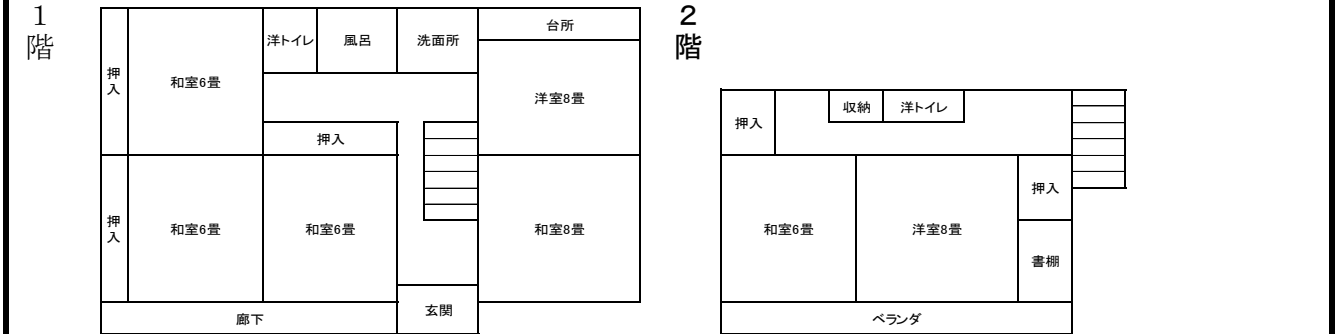 1階
洋トイレ
風呂
洗面所
台所
押入
和室6畳
洋室8畳
押入
押入
和室6畳
和室6畳
和室8畳
玄関
廊下
2階
押入
収納
洋トイレ
押入
和室6畳
洋室8畳
書棚
ベランダ